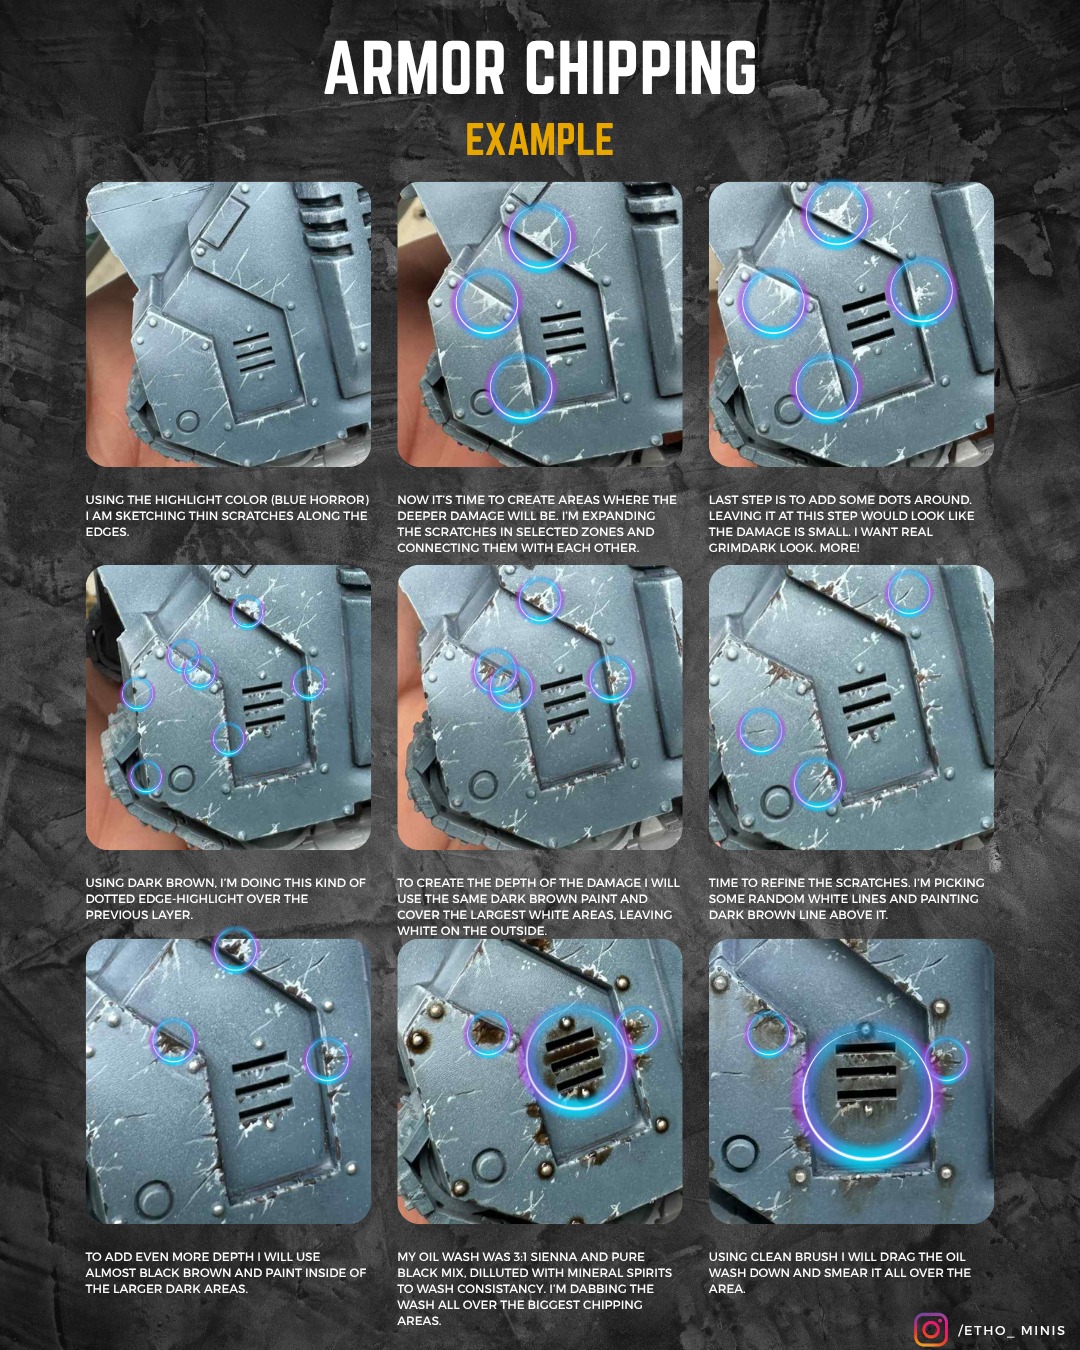 ARMOR CHIPPING
EXAMPLE
USING THE HIGHLIGHT COLOR (BLUE HORROR)
I AM SKETCHING THIN SCRATCHES ALONG THE
EDGES.
NOW IT'S TIME TO CREATE AREAS WHERE THE
DEEPER DAMAGE WILL BE. I'M EXPANDING
THE SCRATCHES IN SELECTED ZONES AND
CONNECTING THEM WITH EACH OTHER.
LAST STEP IS TO ADD SOME DOTS AROUND.
LEAVING IT AT THIS STEP WOULD LOOK LIKE
THE DAMAGE IS SMALL. I WANT REAL
GRIMDARK LOOK. MORE!
USING DARK BROWN, I'M DOING THIS KIND OF
DOTTED EDGE-HIGHLIGHT OVER THE
PREVIOUS LAYER.
TO CREATE THE DEPTH OF THE DAMAGE I WILL
USE THE SAME DARK BROWN PAINT AND
COVER THE LARGEST WHITE AREAS, LEAVING
WHITE ON THE OUTSIDE.
TIME TO REFINE THE SCRATCHES. I'M PICKING
SOME RANDOM WHITE LINES AND PAINTING
DARK BROWN LINE ABOVE IT.
TO ADD EVEN MORE DEPTH I WILL USE
ALMOST BLACK BROWN AND PAINT INSIDE OF
THE LARGER DARK AREAS.
MY OIL WASH WAS 3:1 SIENNA AND PURE
BLACK MIX, DILLUTED WITH MINERAL SPIRITS
TO WASH CONSISTANCY. I'M DABBING THE
WASH ALL OVER THE BIGGEST CHIPPING
AREAS.
USING CLEAN BRUSH I WILL DRAG THE OIL
WASH DOWN AND SMEAR IT ALL OVER THE
AREA.
/ETHO_ MINIS